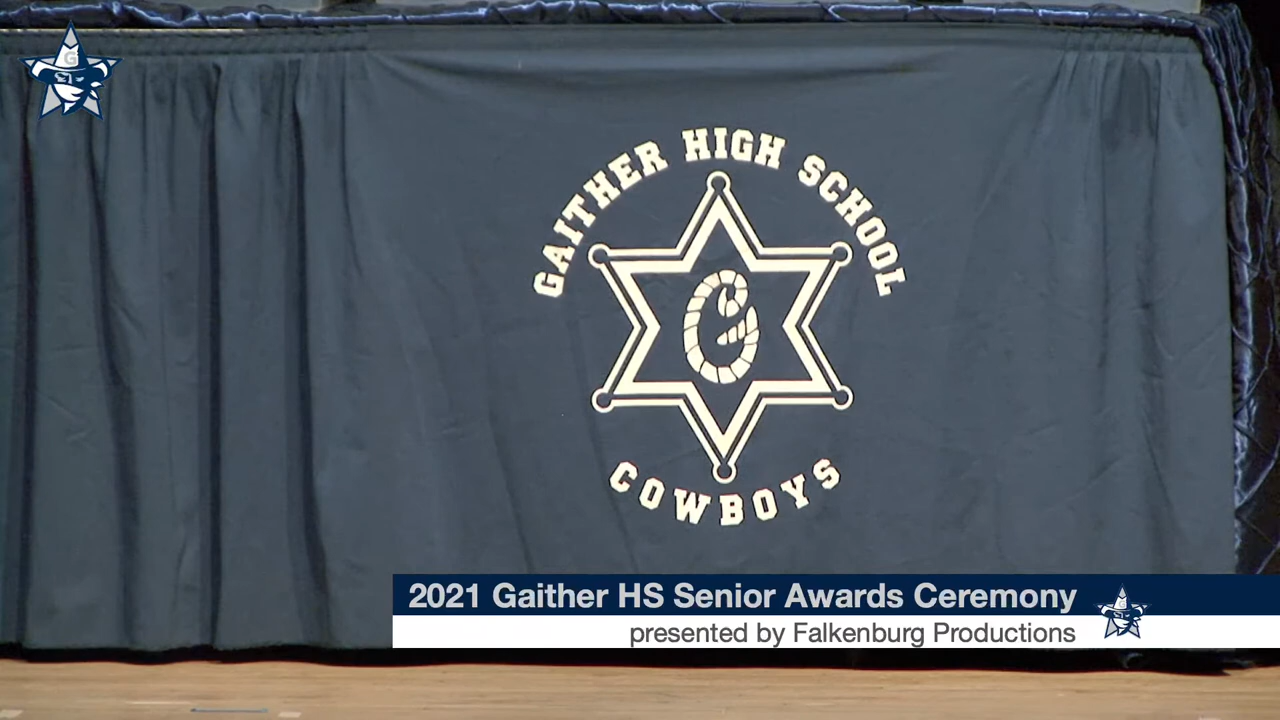 G
GAITHER HIGH SCHOOL
G
COWBOYS
2021 Gaither HS Senior Awards Ceremony
presented by Falkenburg Productions